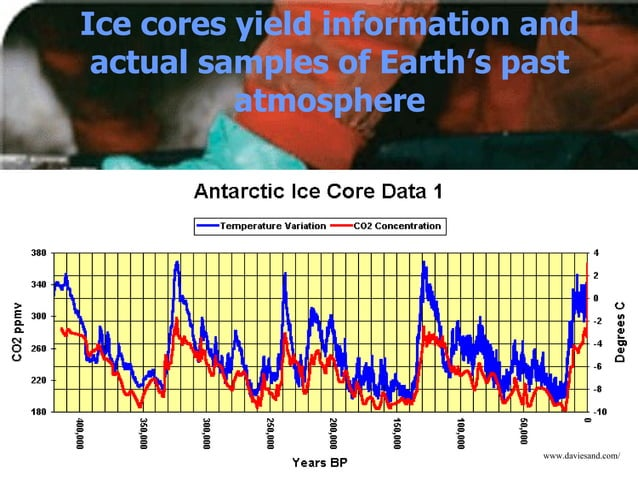 Ice cores yield information and
actual samples of Earth’s past
atmosphere
Antarctic Ice Core Data 1
Temperature Variation CO2 Concentration
380
340
300
260
220
180
CO2 ppmv
4
2
0
-2
-4
-6
-8
-10
Degrees C
400,000
350,000
300,000
250,000
200,000
150,000
100,000
50,000
0
Years BP
www.daviesand.com/